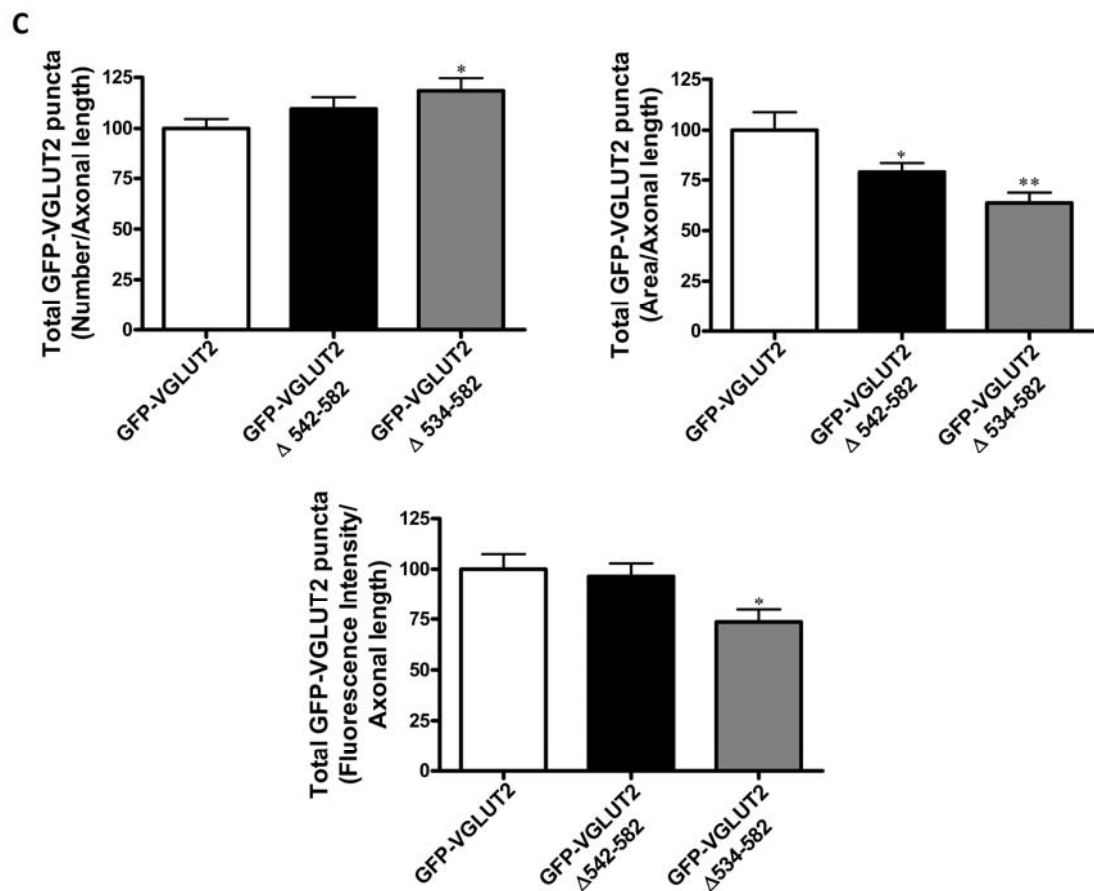 C
Total GFP-VGLUT2 puncta
(Number/Axonal length)
125
100
75
50
25
0
*
GFP-VGLUT2
GFP-VGLUT2
Δ 542-582
GFP-VGLUT2
Δ 534-582
Total GFP-VGLUT2 puncta
(Area/Axonal length)
125
100
75
50
25
0
*
**
GFP-VGLUT2
GFP-VGLUT2
Δ 542-582
GFP-VGLUT2
Δ 534-582
Total GFP-VGLUT2 puncta
(Fluorescence Intensity/
Axonal length)
125
100
75
50
25
0
*
GFP-VGLUT2
GFP-VGLUT2
Δ542-582
GFP-VGLUT2
Δ534-582